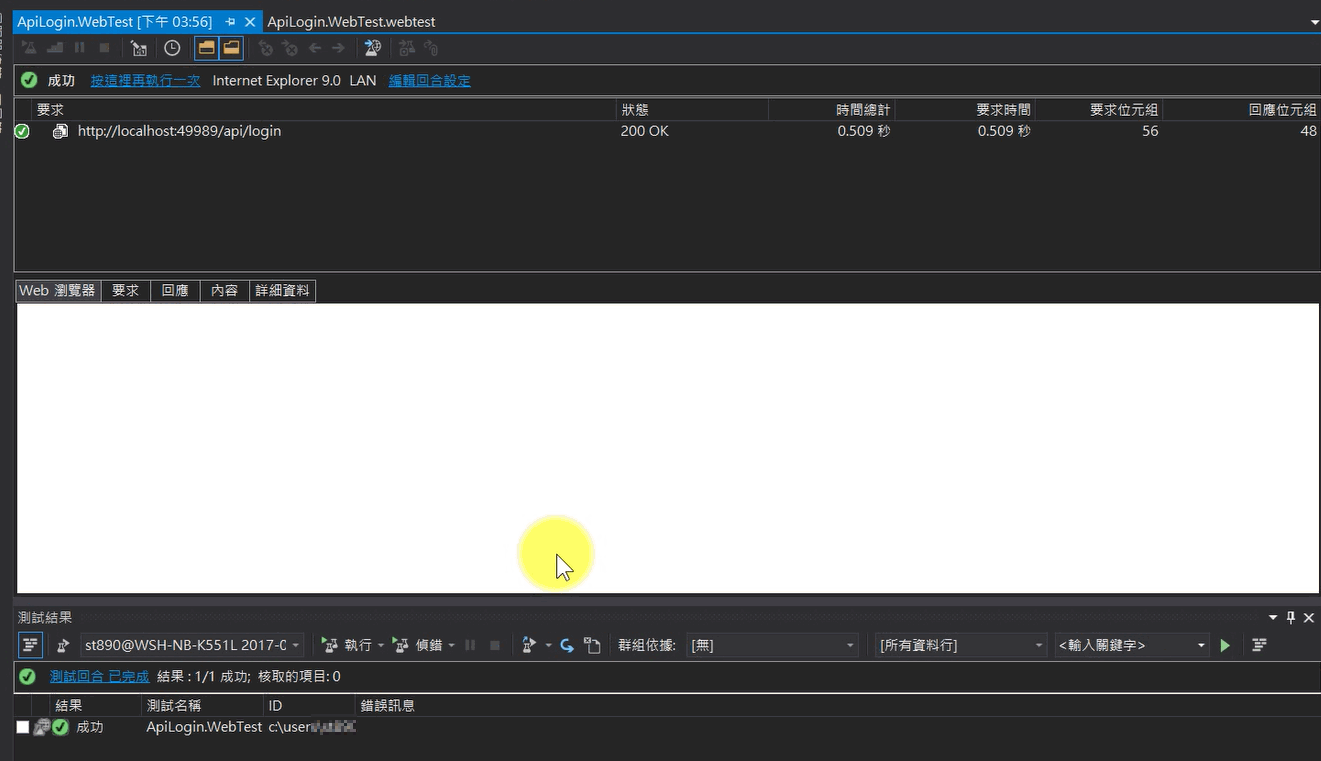 ApiLogin.WebTest [下午 03:56] ApiLogin.WebTest.webtest
成功 按這裡再執行一次 Internet Explorer 9.0 LAN 編輯回合設定
要求 狀態 時間總計 要求時間 要求位元組 回應位元組
http://localhost:49989/api/login 200 OK 0.509 秒 0.509 秒 56 48
Web 瀏覽器 要求 回應 內容 詳細資料
測試結果
st890@WSH-NB-K551L 2017-0 執行 偵錯 群組依據: [無] [所有資料行] <輸入關鍵字>
測試回合 已完成 結果 : 1/1 成功; 核取的項目: 0
結果 測試名稱 ID 錯誤訊息
成功 ApiLogin.WebTest c:\user